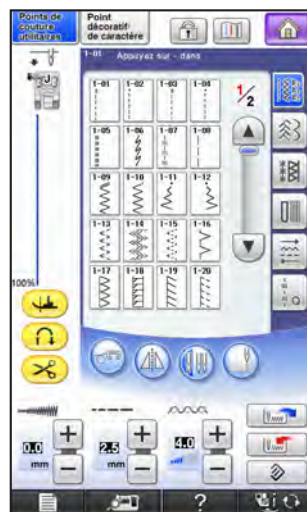 Points de
couture
utilitaires
Point
décoratif
de caractère
1-01 Appuyez sur - dans
J
1-01 1-02 1-03 1-04
1/2
1-05 1-06 1-07 1-08
1-09 1-10 1-11 1-12
1-13 1-14 1-15 1-16
1-17 1-18 1-19 1-20
100%
0.0 + 2.5 + 4.0 +
mm − mm − −
?